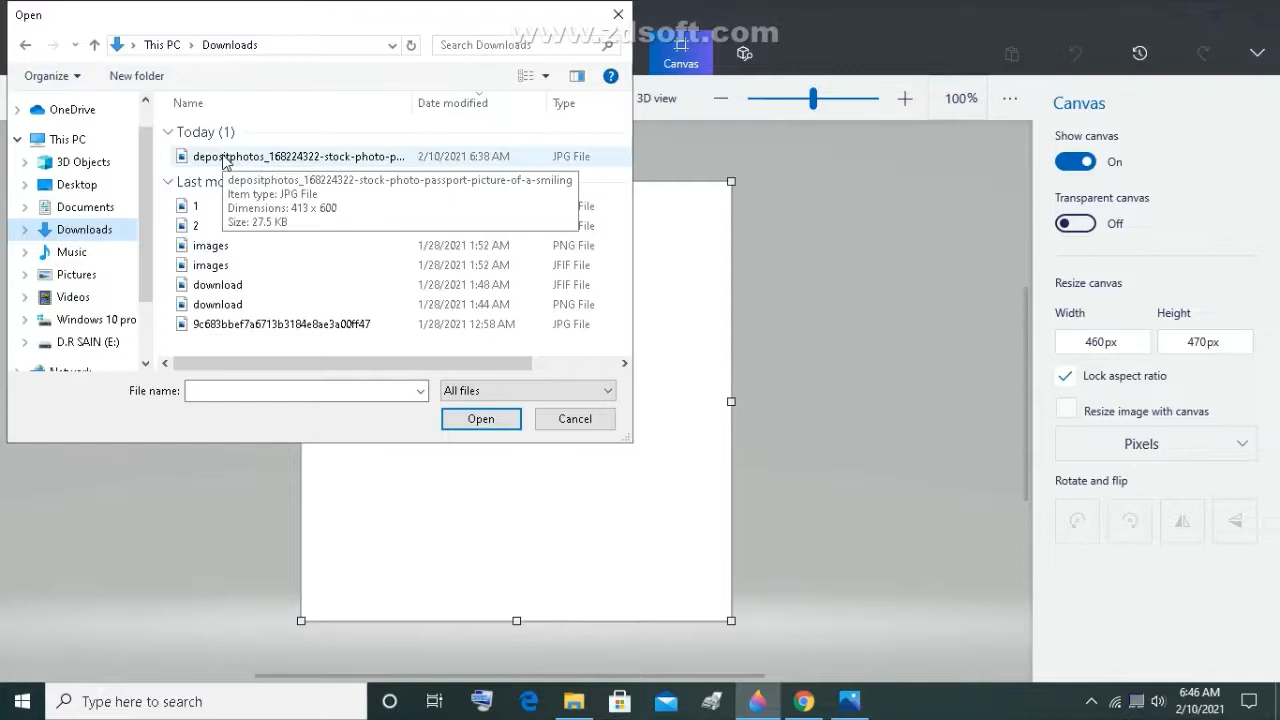 Open
www.zdsoft.com
This PC > Downloads
Search Downloads
Canvas
Organize
New folder
3D view
100%
Name
Date modified
Type
OneDrive
This PC
3D Objects
Desktop
Documents
Downloads
Music
Pictures
Videos
Windows 10 pro
D.R SAIN (E:)
Today (1)
depositphotos_168224322-stock-photo-p... 2/10/2021 6:38 AM JPG File
depositphotos_168224322-stock-photo-passport-picture-of-a-smiling
Item type: JPG File
Dimensions: 413 x 600
Size: 27.5 KB
1 File
2 File
images 1/28/2021 1:52 AM PNG File
images 1/28/2021 1:52 AM JFIF File
download 1/28/2021 1:48 AM JFIF File
download 1/28/2021 1:44 AM PNG File
9c683bbef7a6713b3184e8ae3a00ff47 1/28/2021 12:58 AM JPG File
File name:
All files
Open
Cancel
Canvas
Show canvas
On
Transparent canvas
Off
Resize canvas
Width Height
460px 470px
Lock aspect ratio
Resize image with canvas
Pixels
Rotate and flip
Type here to search
6:46 AM
2/10/2021